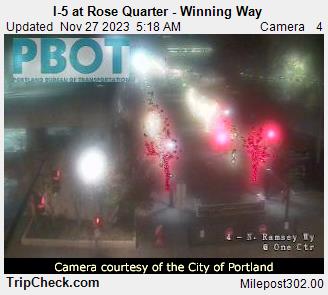 I-5 at Rose Quarter - Winning Way
Updated Nov 27 2023 5:18 AM Camera 4
PBOT
PORTLAND BUREAU OF TRANSPORTATION
4 - N. Ramsey Wy
@ One Ctr
Camera courtesy of the City of Portland
TripCheck.com Milepost302.00